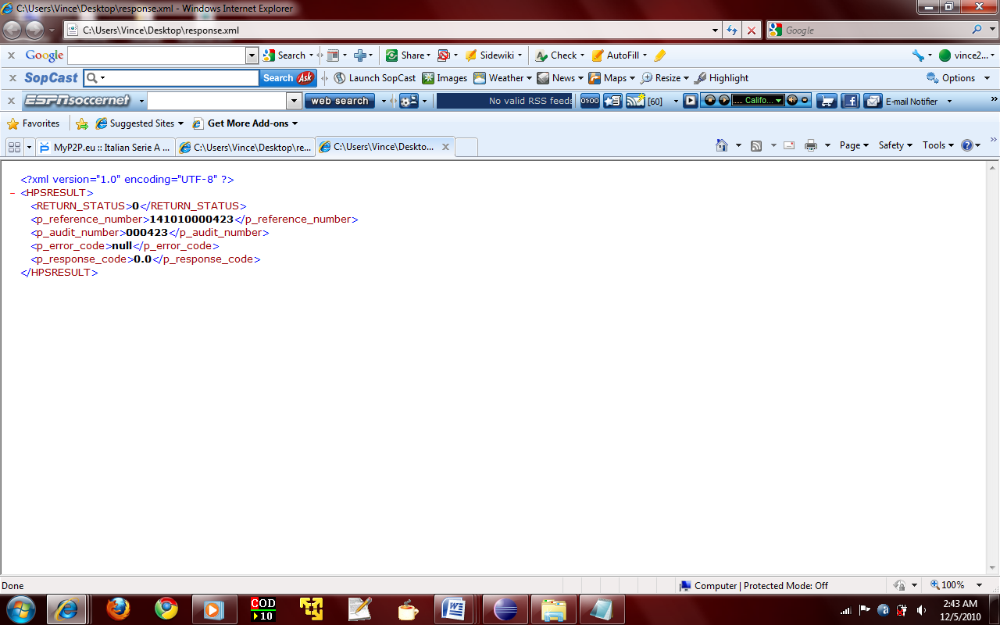 C:\Users\Vince\Desktop\response.xml - Windows Internet Explorer
C:\Users\Vince\Desktop\response.xml Google
x Google Search Share Sidewiki Check AutoFill vince2...
x SopCast Search Ask Launch SopCast Images Weather News Maps Resize Highlight Options
x ESPNsoccernet web search No valid RSS feeds 01:00 [60] ..... Califo... E-mail Notifier »
Favorites Suggested Sites Get More Add-ons
MyP2P.eu :: Italian Serie A ... C:\Users\Vince\Desktop\re... C:\Users\Vince\Deskto... x Page Safety Tools »
<?xml version="1.0" encoding="UTF-8" ?>
- <HPSRESULT>
<RETURN_STATUS>0</RETURN_STATUS>
<p_reference_number>141010000423</p_reference_number>
<p_audit_number>000423</p_audit_number>
<p_error_code>null</p_error_code>
<p_response_code>0.0</p_response_code>
</HPSRESULT>
Done Computer | Protected Mode: Off 100%
COD
10
2:43 AM
12/5/2010